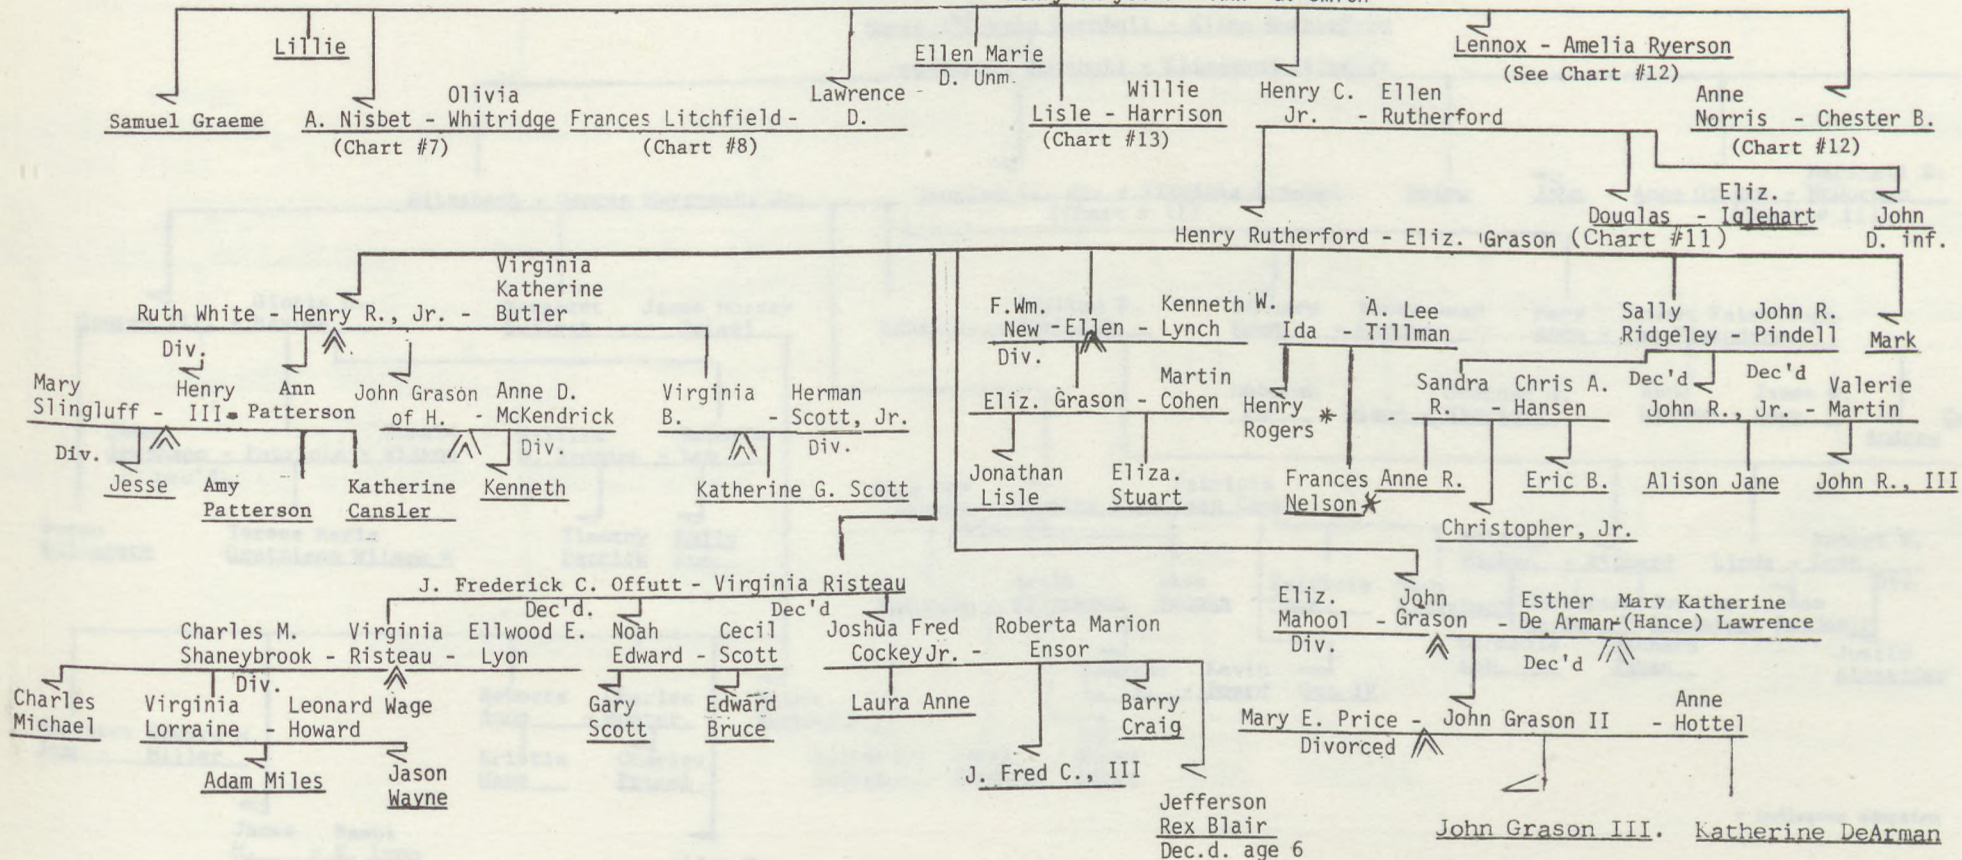 Lillie
Samuel Graeme
Olivia
A. Nisbet - Whitridge
(Chart #7)
Lawrence
Frances Litchfield - D.
(Chart #8)
Ellen Marie
D. Unm.
Willie
Lisle - Harrison
(Chart #13)
Henry C. Ellen
Jr. - Rutherford
Lennox - Amelia Ryerson
(See Chart #12)
Anne
Norris - Chester B.
(Chart #12)
Eliz.
Douglas - Iglehart
(Chart #11)
John
D. inf.
Henry Rutherford - Eliz. Grason
Virginia
Katherine
Ruth White - Henry R., Jr. - Butler
Div.
F.Wm. Kenneth W.
New - Ellen - Lynch
Div.
A. Lee
Ida - Tillman
Sally John R.
Ridgeley - Pindell
Dec'd Dec'd
Mark
Mary Henry Ann
Slingluff - III - Patterson
Div.
John Grason Anne D.
of H. - McKendrick
Div.
Virginia Herman
B. - Scott, Jr.
Div.
Martin
Eliz. Grason - Cohen
Henry
Rogers *
Sandra Chris A.
R. - Hansen
Valerie
John R., Jr. - Martin
Jesse
Amy
Patterson
Katherine
Cansler
Kenneth
Katherine G. Scott
Jonathan
Lisle
Eliza
Stuart
Frances
Nelson *
Anne R.
Eric B.
Alison Jane
John R., III
Christopher, Jr.
J. Frederick C. Offutt - Virginia Risteau
Dec'd. Dec'd
Charles M. Virginia Ellwood E.
Shaneybrook - Risteau - Lyon
Div.
Noah Cecil
Edward - Scott
Joshua Fred Roberta Marion
Cockey Jr. - Ensor
Eliz. John Esther Mary Katherine
Mahool - Grason - De Arman - (Hance) Lawrence
Div. Dec'd
Charles
Michael
Virginia Leonard Wage
Lorraine - Howard
Gary
Scott
Edward
Bruce
Laura Anne
Barry
Craig
Anne
Mary E. Price - John Grason II - Hottel
Divorced
Adam Miles
Jason
Wayne
J. Fred C., III
Jefferson
Rex Blair
Dec.d. age 6
John Grason III.
Katherine DeArman